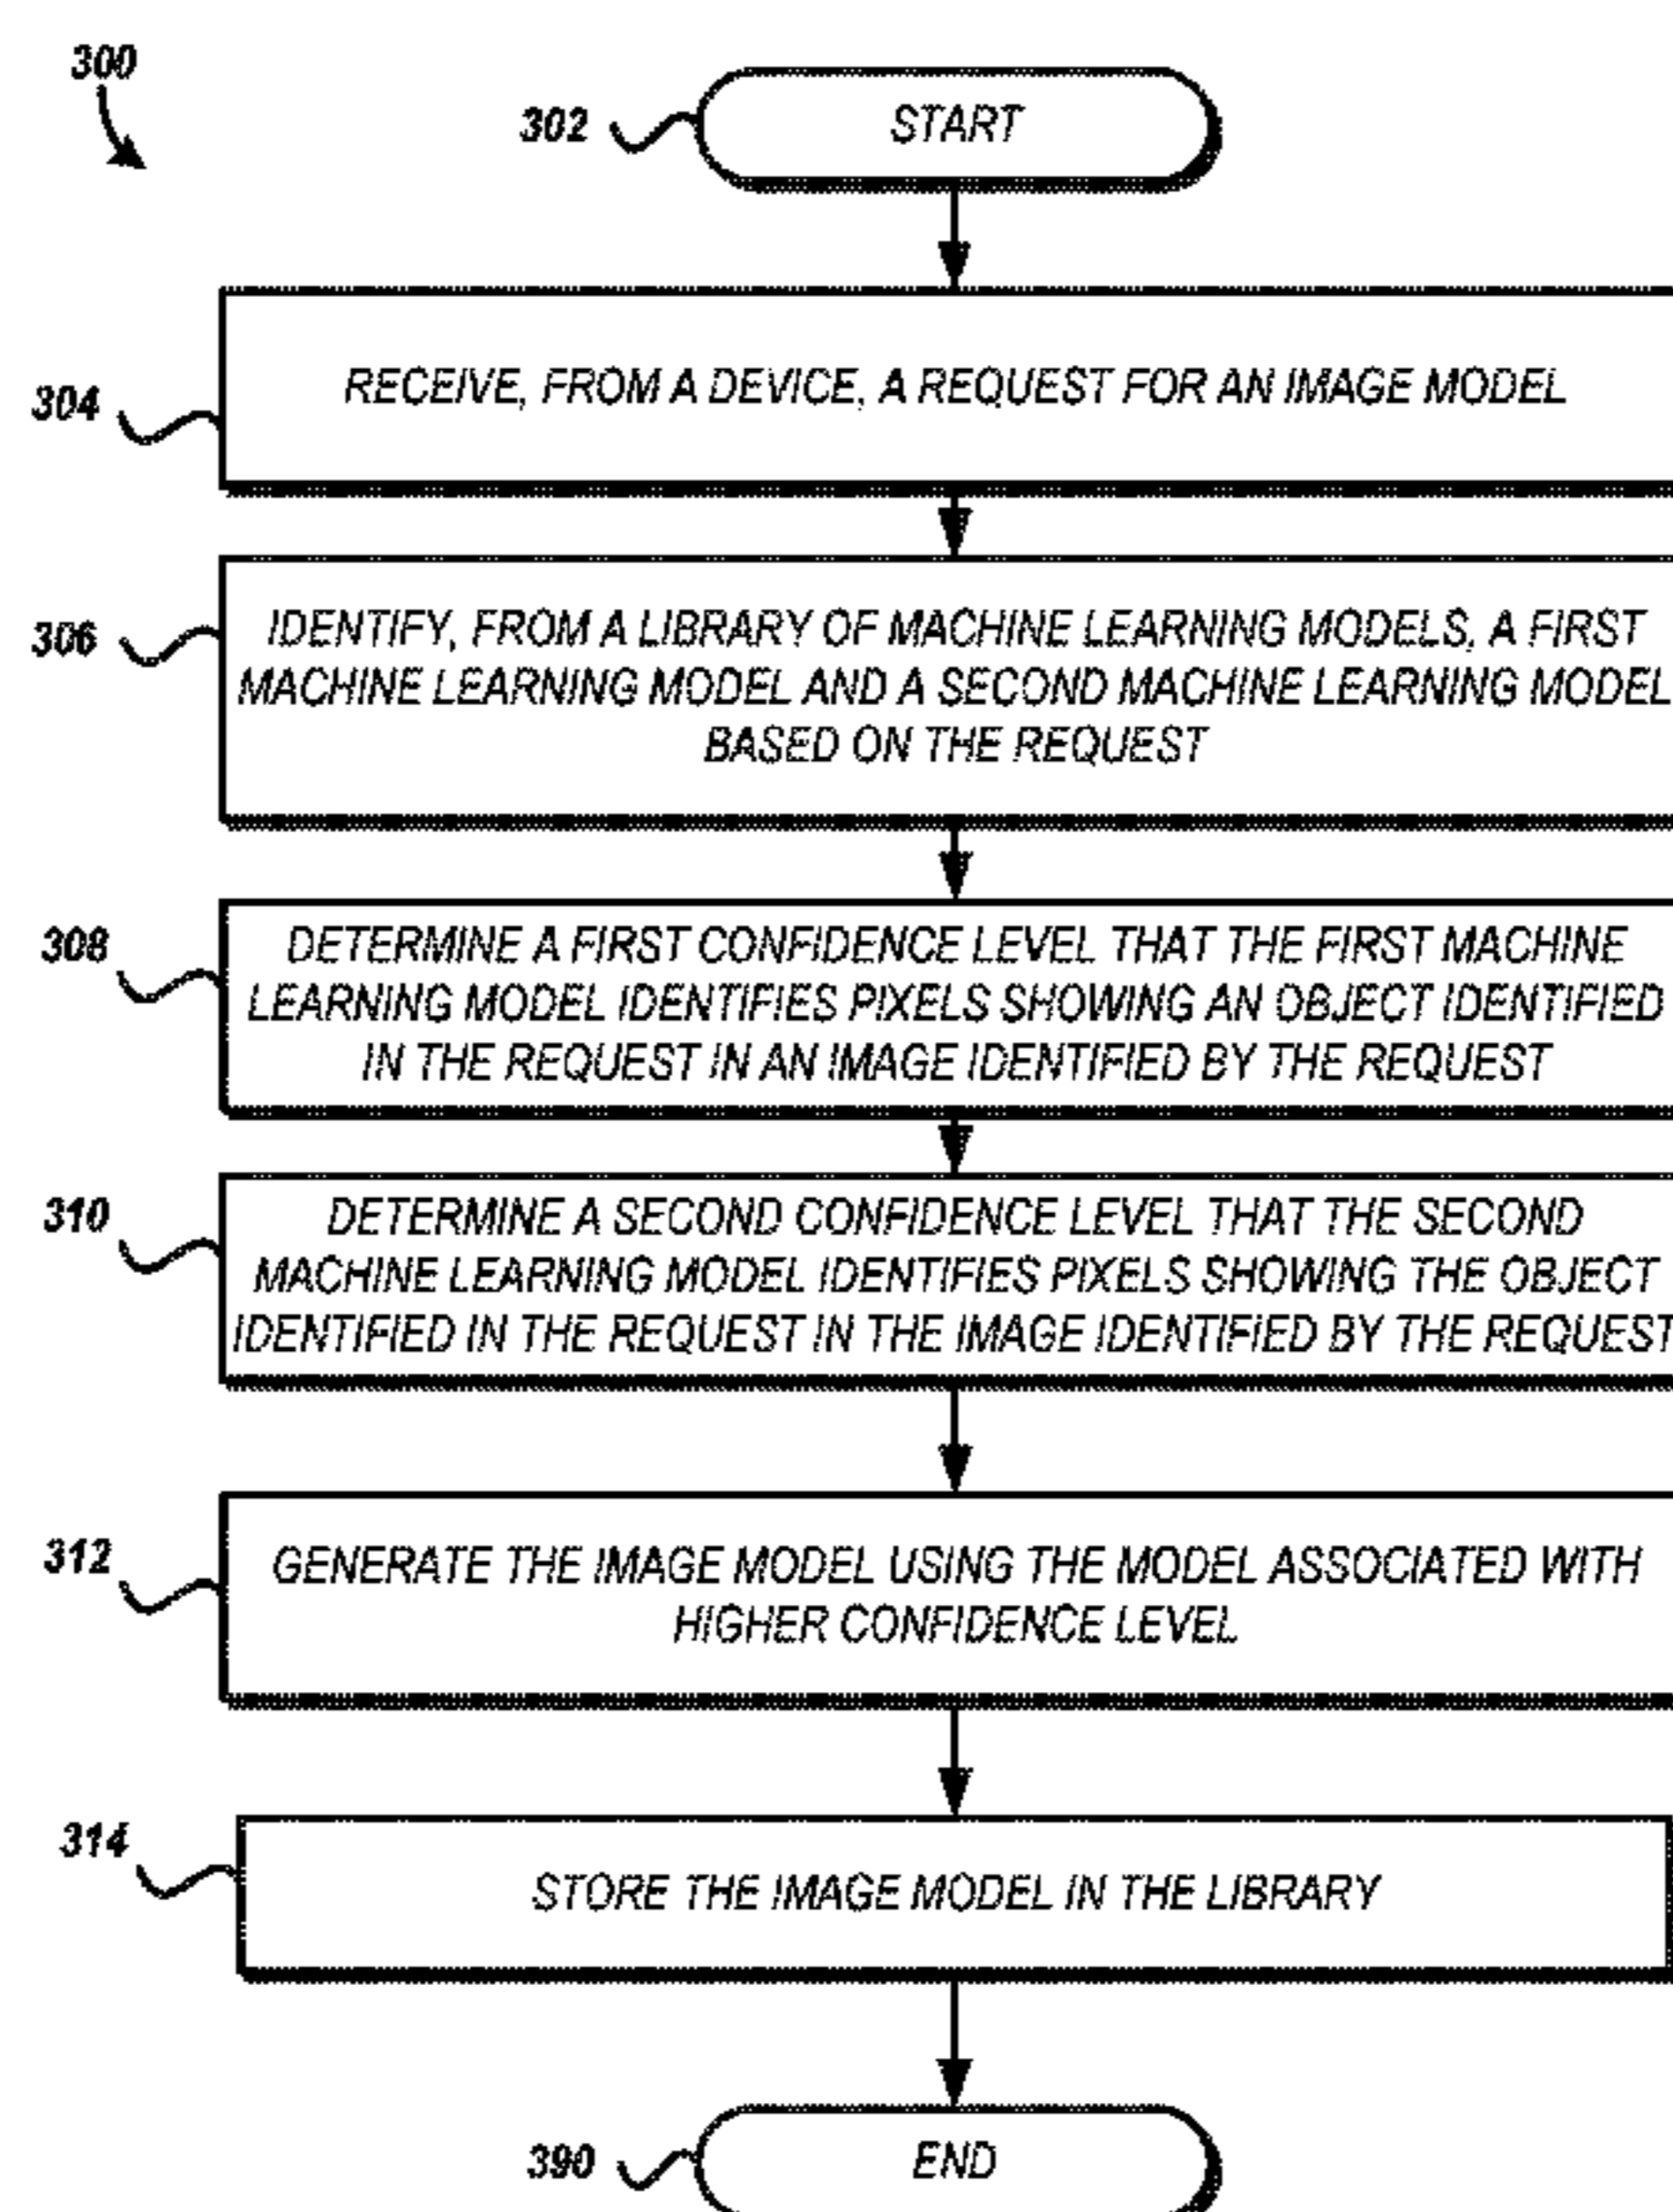 300
302
START
304
RECEIVE, FROM A DEVICE, A REQUEST FOR AN IMAGE MODEL
306
IDENTIFY, FROM A LIBRARY OF MACHINE LEARNING MODELS, A FIRST
MACHINE LEARNING MODEL AND A SECOND MACHINE LEARNING MODEL
BASED ON THE REQUEST
308
DETERMINE A FIRST CONFIDENCE LEVEL THAT THE FIRST MACHINE
LEARNING MODEL IDENTIFIES PIXELS SHOWING AN OBJECT IDENTIFIED
IN THE REQUEST IN AN IMAGE IDENTIFIED BY THE REQUEST
310
DETERMINE A SECOND CONFIDENCE LEVEL THAT THE SECOND
MACHINE LEARNING MODEL IDENTIFIES PIXELS SHOWING THE OBJECT
IDENTIFIED IN THE REQUEST IN THE IMAGE IDENTIFIED BY THE REQUEST
312
GENERATE THE IMAGE MODEL USING THE MODEL ASSOCIATED WITH
HIGHER CONFIDENCE LEVEL
314
STORE THE IMAGE MODEL IN THE LIBRARY
390
END